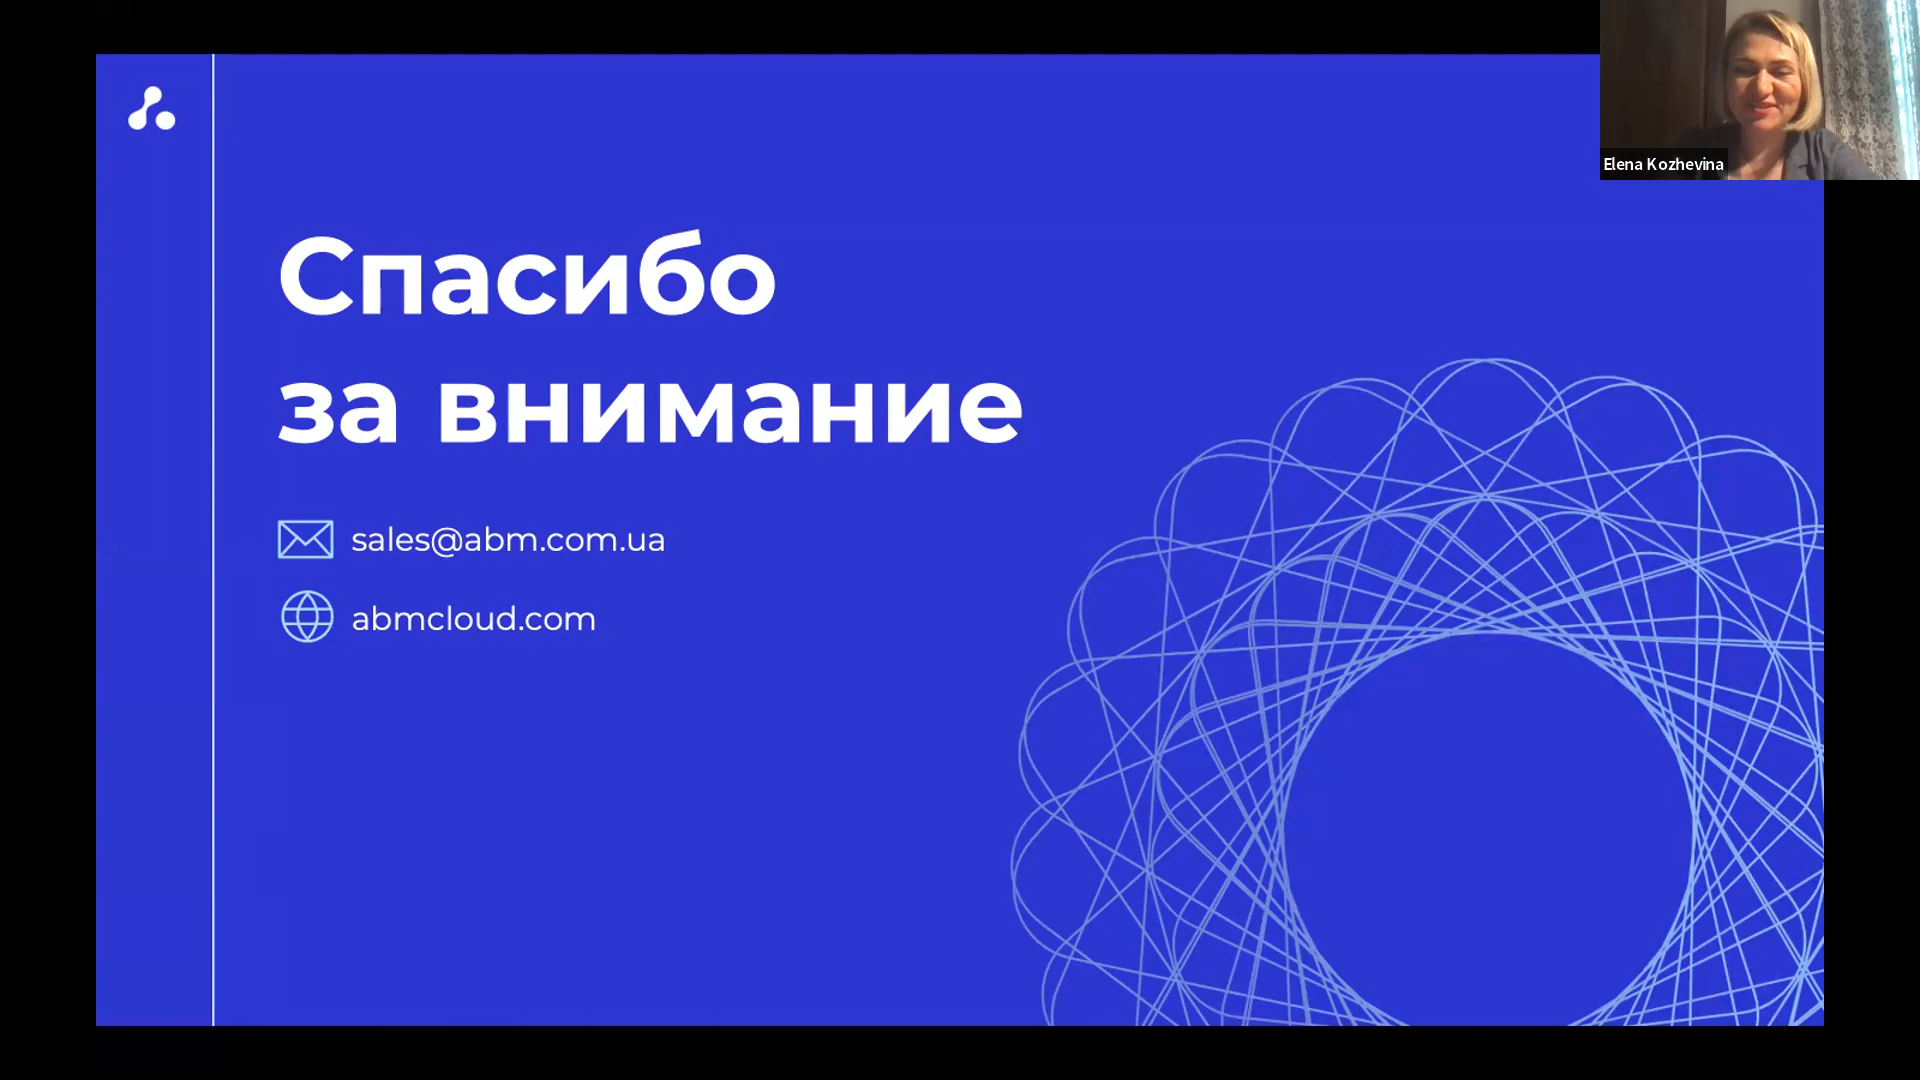 Спасибо
за внимание
sales@abm.com.ua
abmcloud.com
Elena Kozhevina